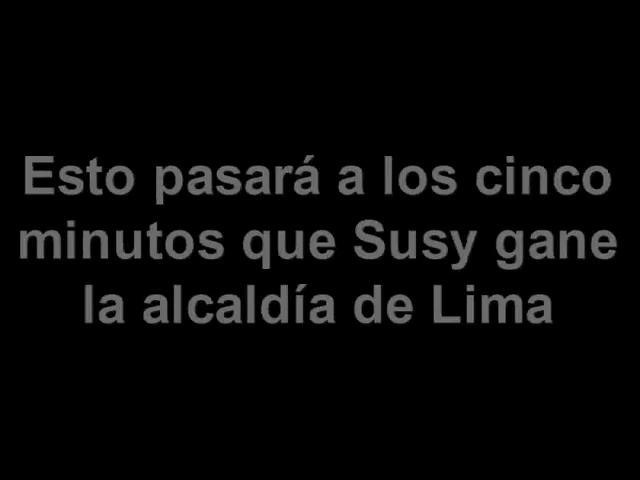 Esto pasará a los cinco
minutos que Susy gane
la alcaldía de Lima